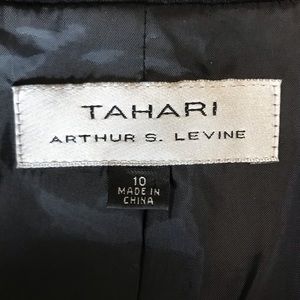 TAHARI
ARTHUR S. LEVINE
10
MADE IN
CHINA